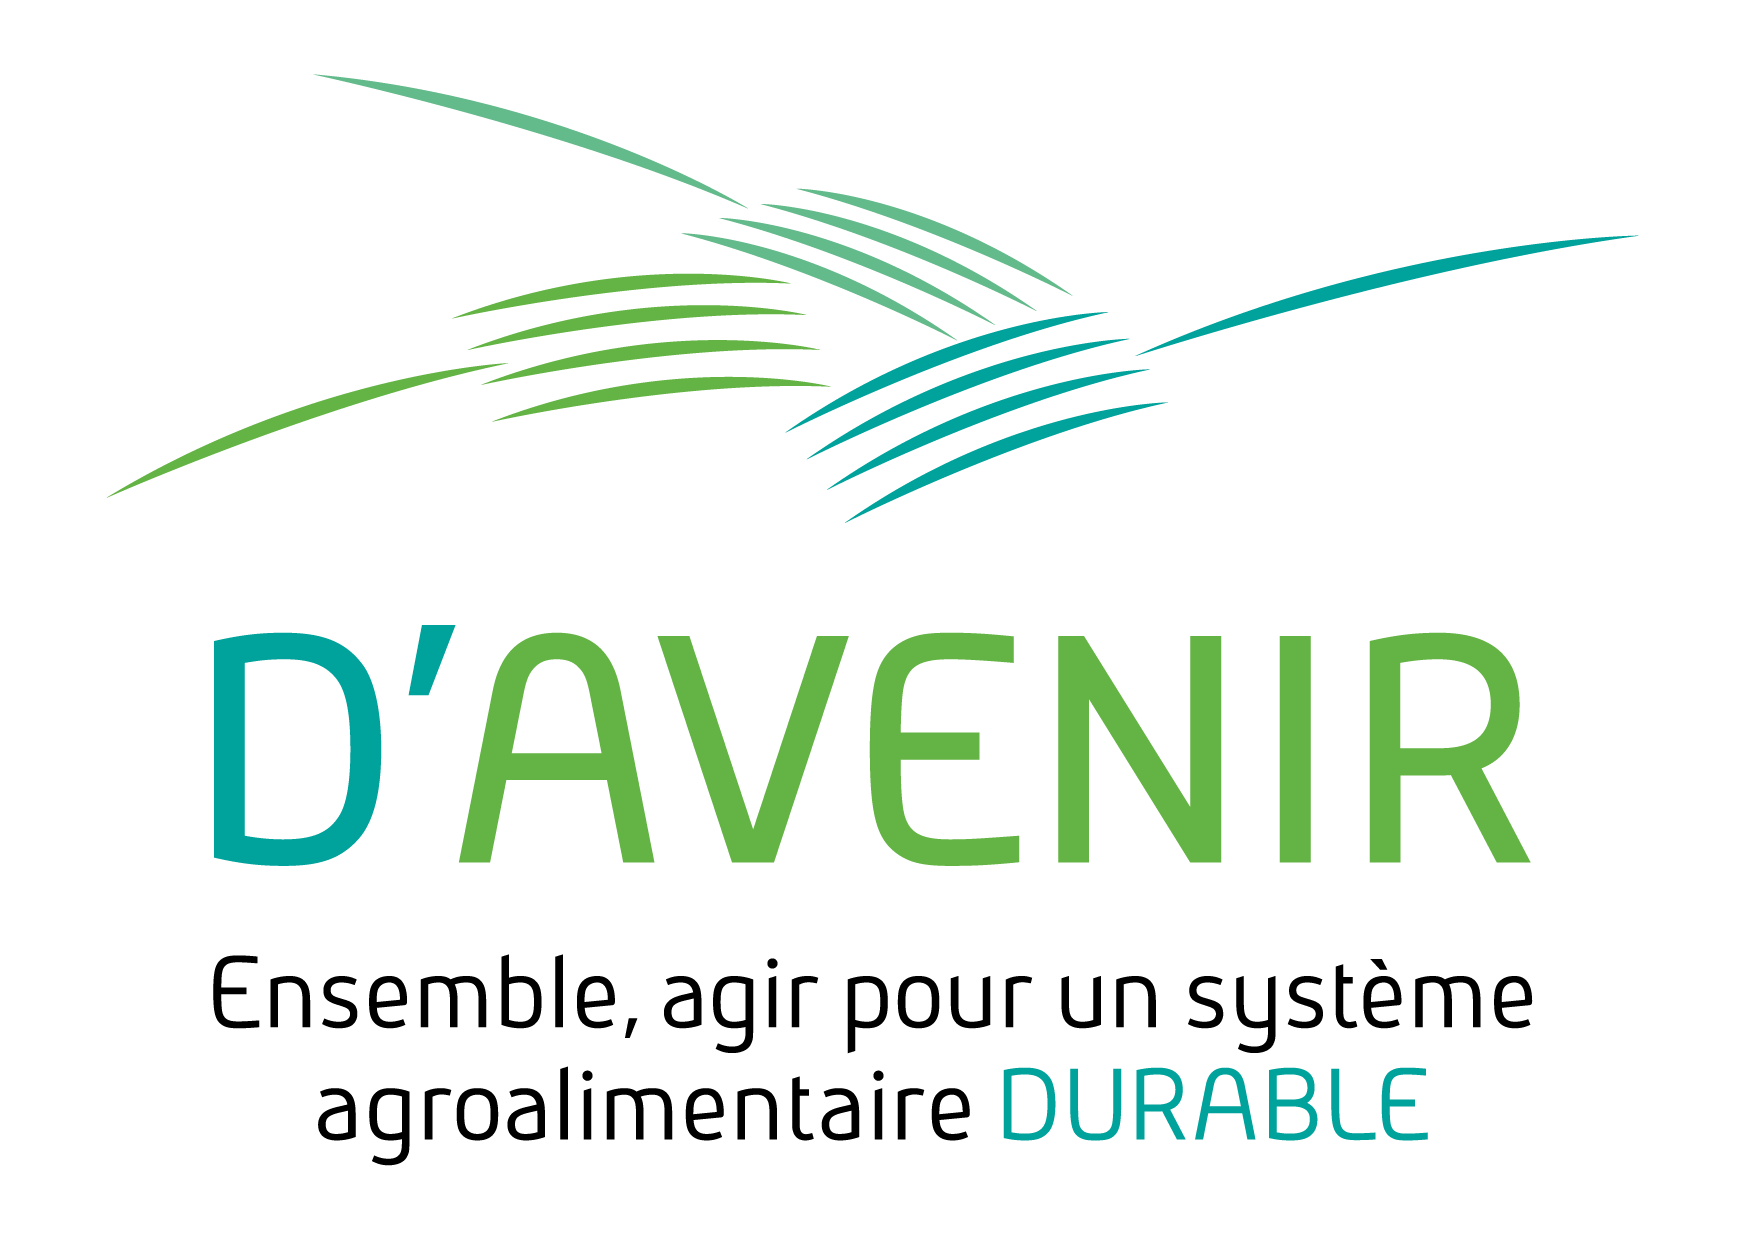 D’AVENIR
Ensemble, agir pour un système
agroalimentaire DURABLE